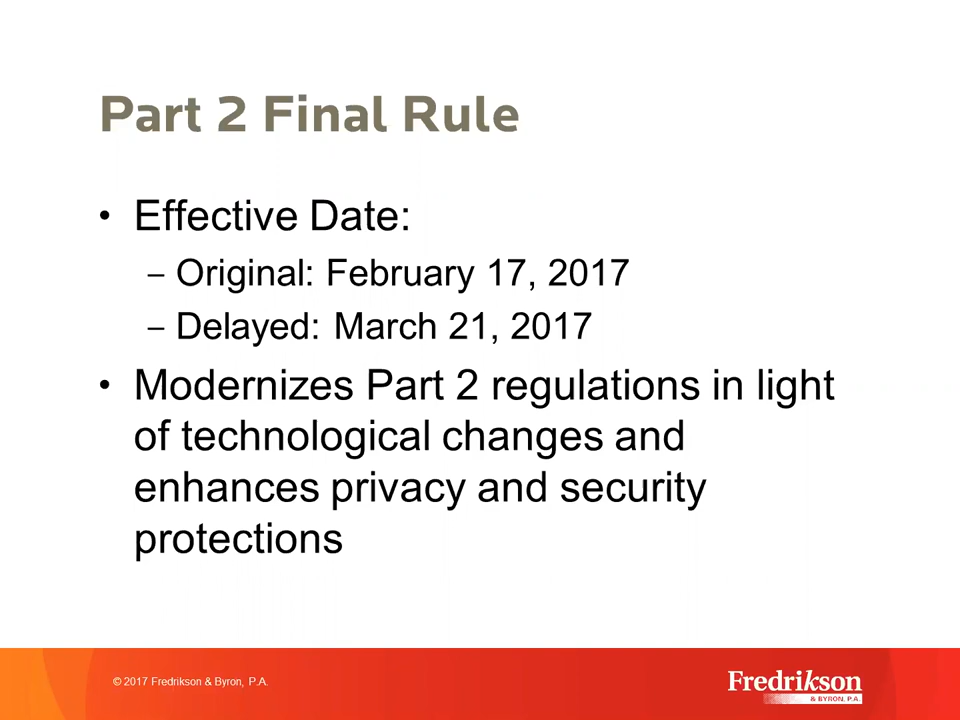 Part 2 Final Rule
• Effective Date:
– Original: February 17, 2017
– Delayed: March 21, 2017
• Modernizes Part 2 regulations in light
of technological changes and
enhances privacy and security
protections
© 2017 Fredrikson & Byron, P.A.
Fredrikson
& BYRON, P.A.